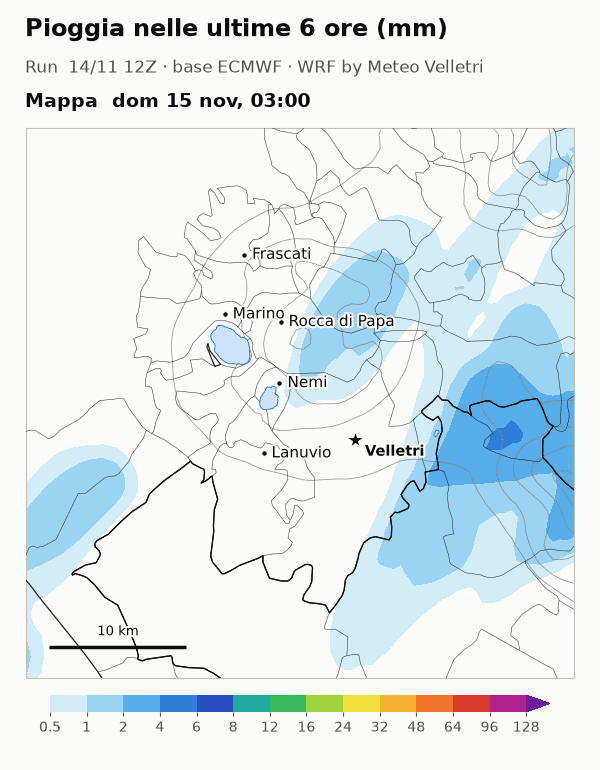 Pioggia nelle ultime 6 ore (mm)
Run 14/11 12Z · base ECMWF · WRF by Meteo Velletri
Mappa dom 15 nov, 03:00
Frascati
Marino
Rocca di Papa
Nemi
Velletri
Lanuvio
10 km
0.5 1 2 4 6 8 12 16 24 32 48 64 96 128